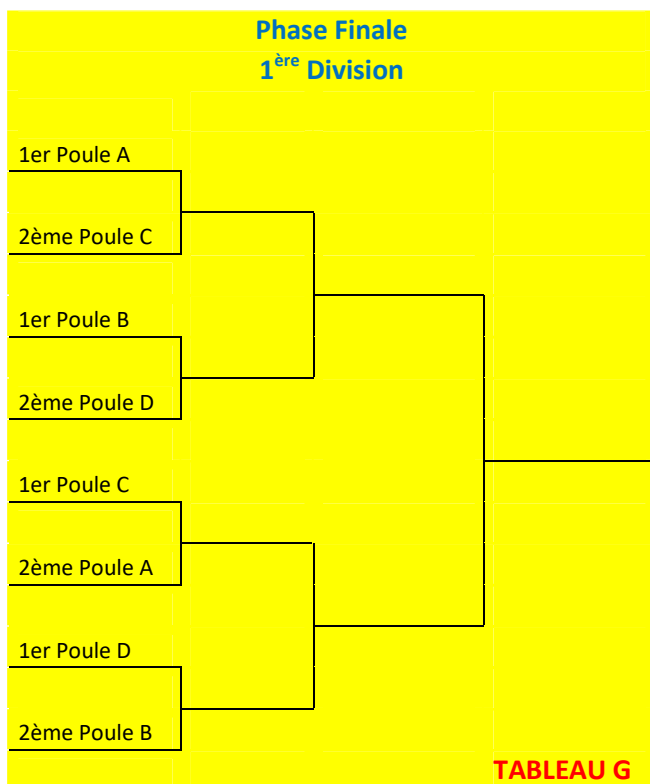 Phase Finale
1ère Division
1er Poule A
2ème Poule C
1er Poule B
2ème Poule D
1er Poule C
2ème Poule A
1er Poule D
2ème Poule B
TABLEAU G